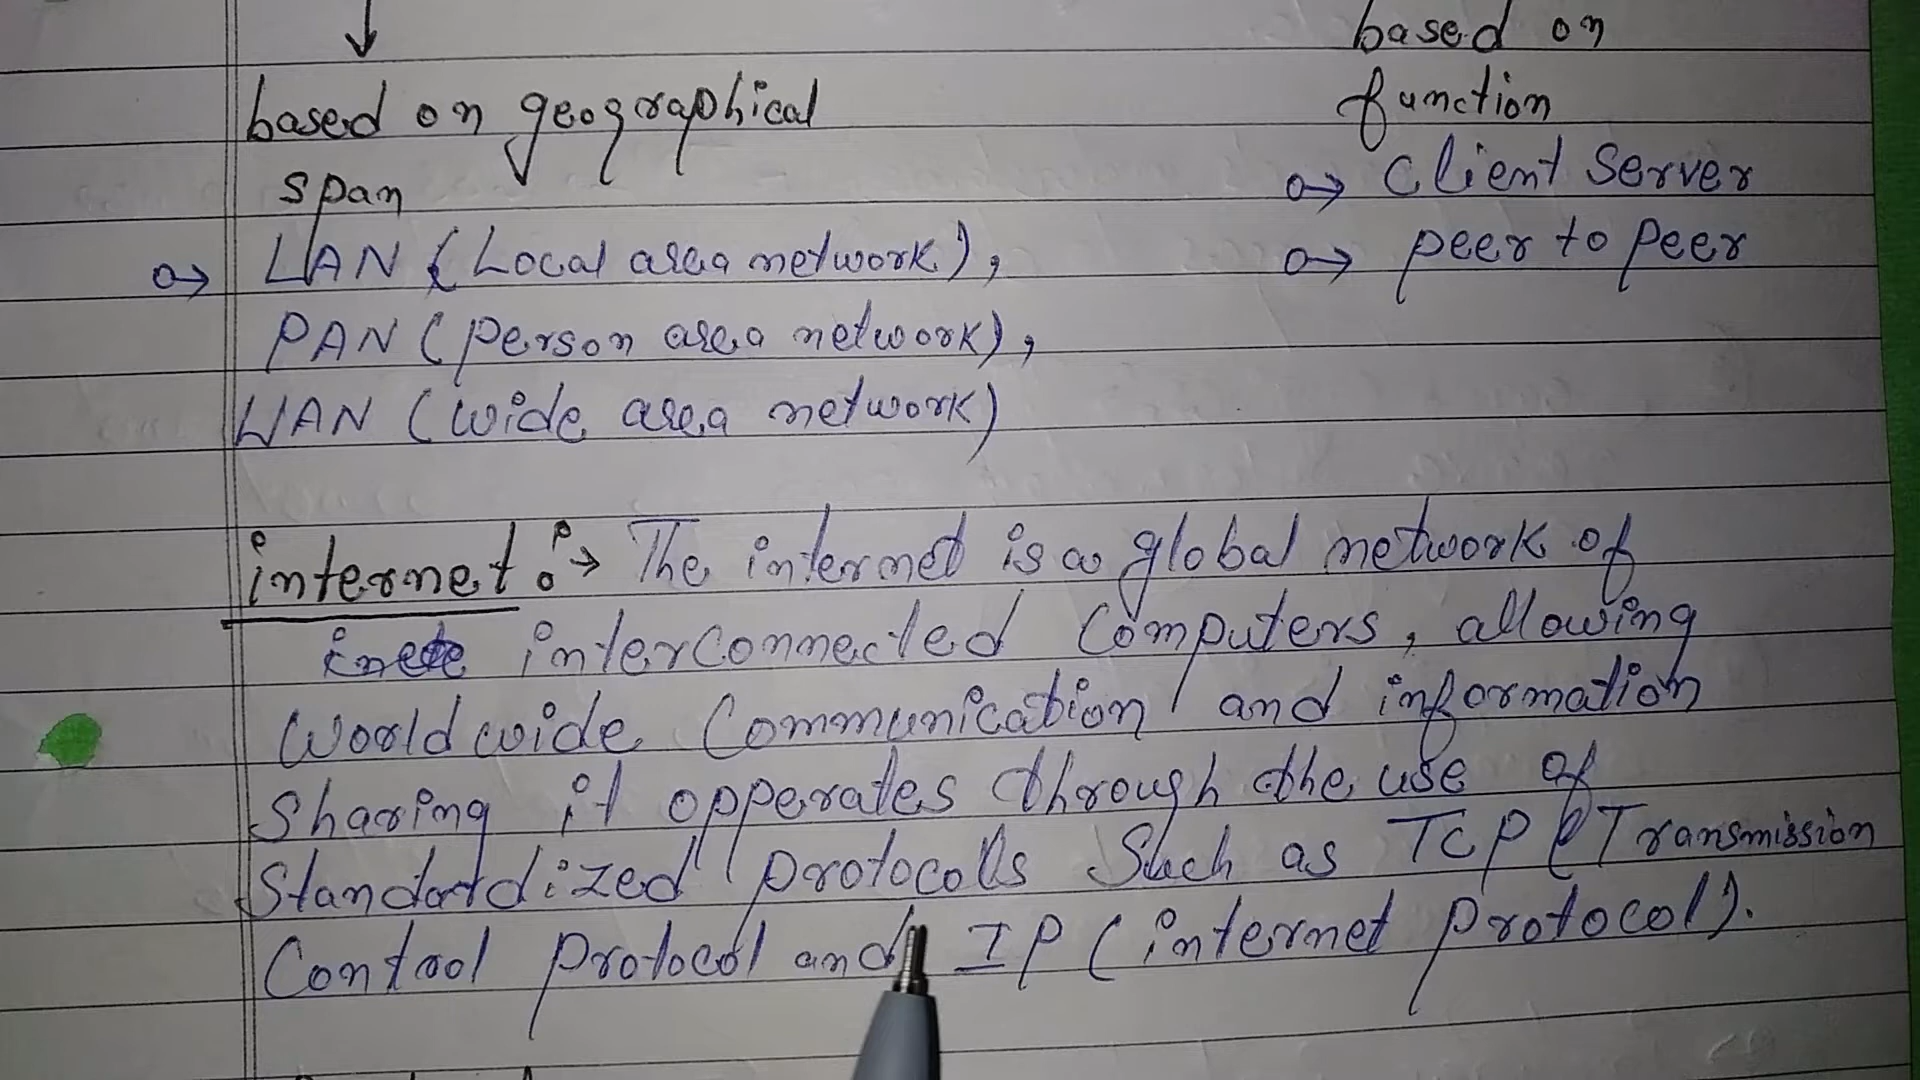 based on geographical
span
LAN (Local area network),
PAN (person area network),
WAN (wide area network)
based on
function
Client Server
peer to peer
internet :→ The internet is a global network of
interconnected Computers, allowing
World wide Communication and information
Sharing it opperates through the use of
Standardized protocolls Such as TCP (Transmission
Control protocol and IP (internet protocol).